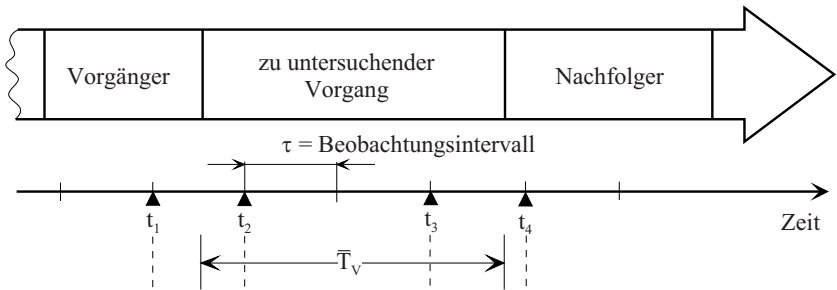 Vorgänger
zu untersuchender
Vorgang
Nachfolger
τ = Beobachtungsintervall
t₁
t₂
t₃
t₄
Zeit
T̅ᵥ